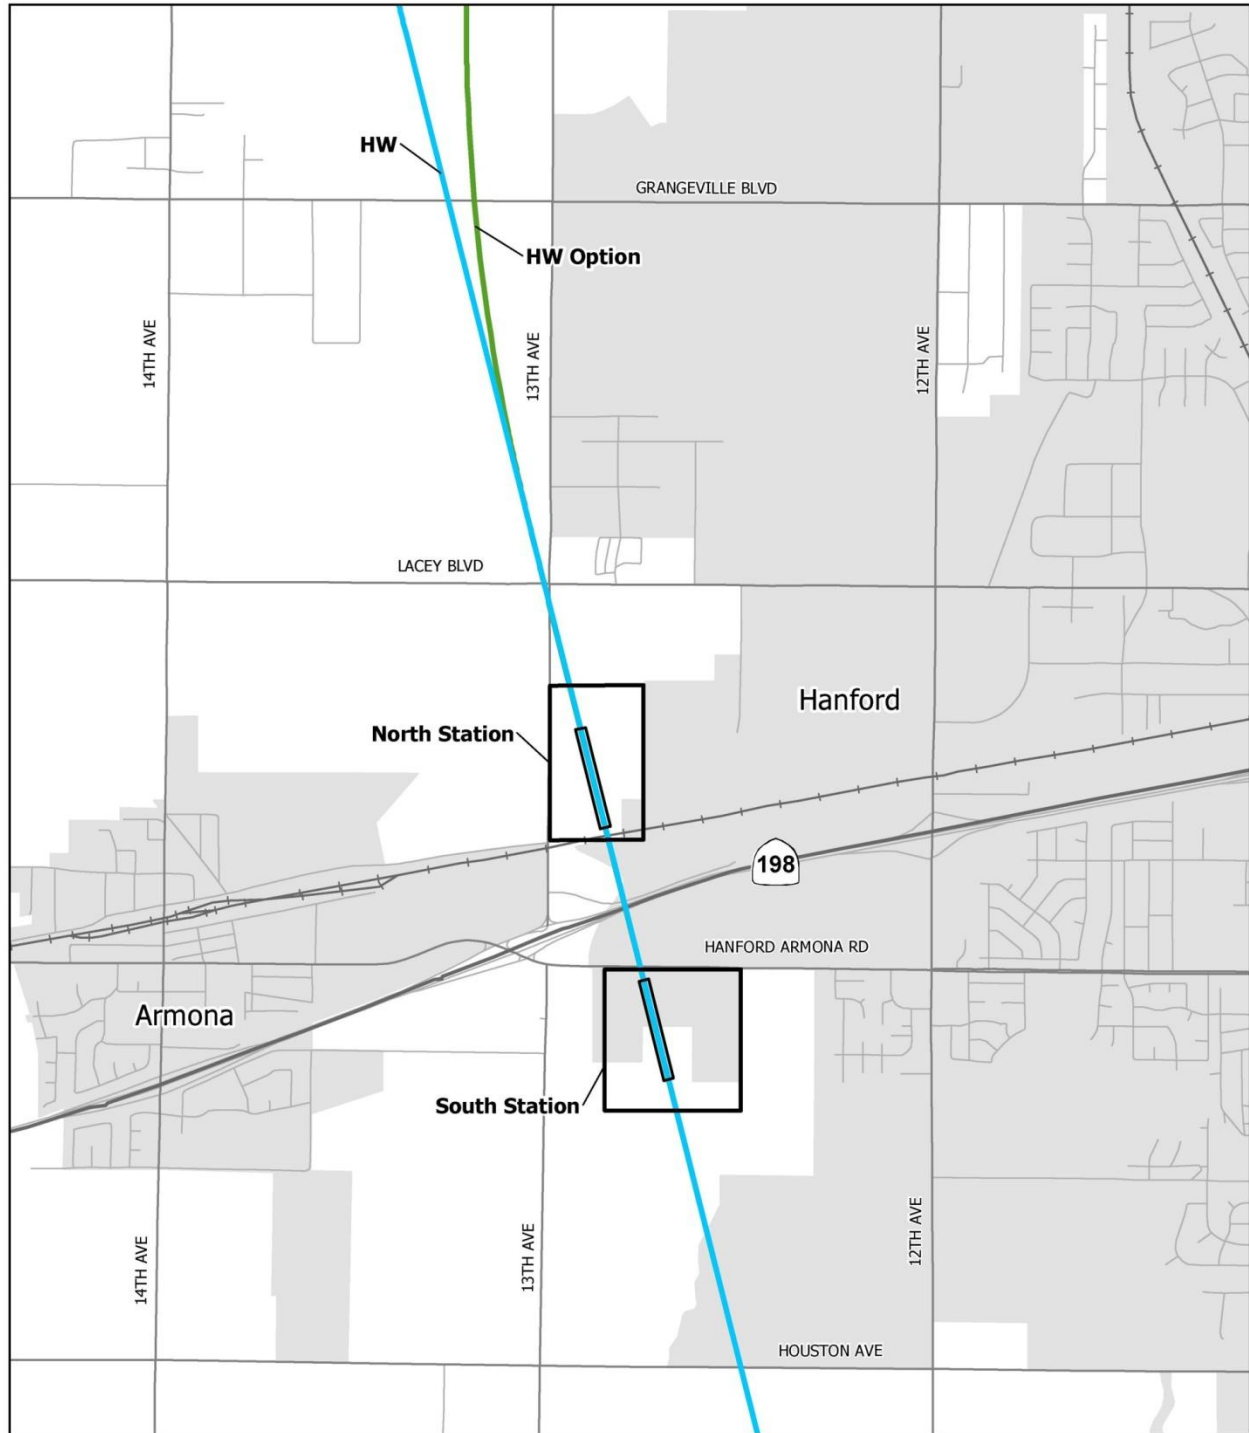 HW
GRANGEVILLE BLVD
HW Option
14TH AVE
13TH AVE
12TH AVE
LACEY BLVD
Hanford
North Station
198
HANFORD ARMONA RD
Armona
South Station
14TH AVE
13TH AVE
12TH AVE
HOUSTON AVE